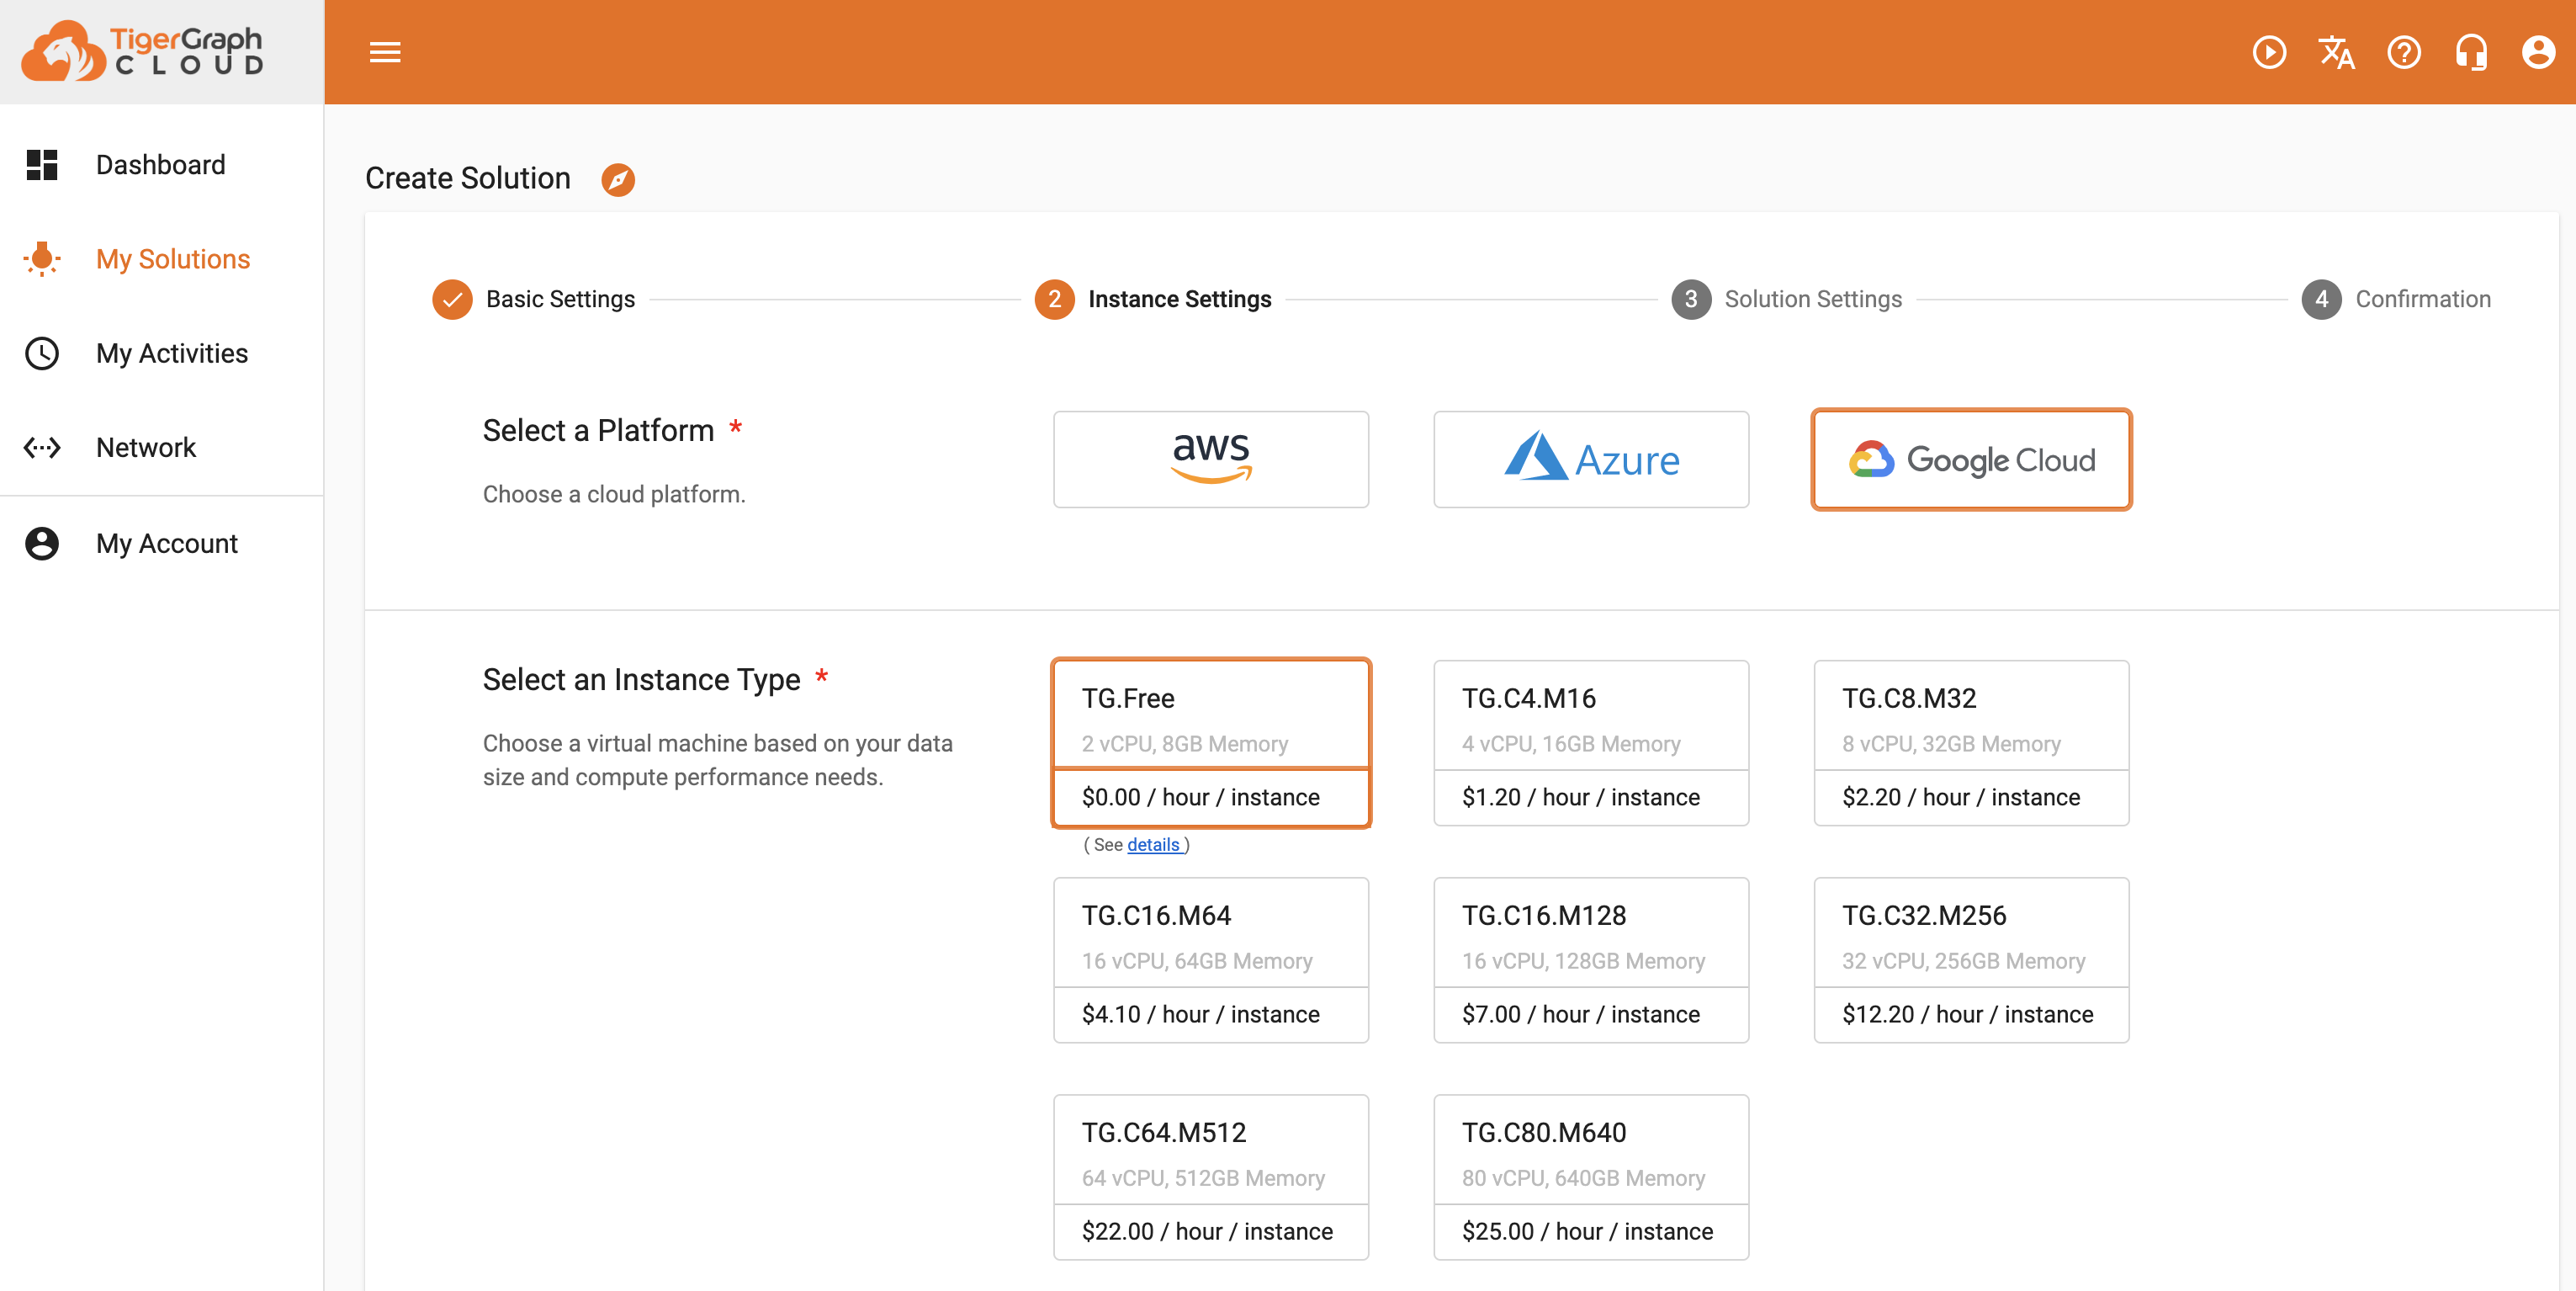 TigerGraph
CLOUD
Dashboard
My Solutions
My Activities
Network
My Account
Create Solution
Basic Settings
2 Instance Settings
3 Solution Settings
4 Confirmation
Select a Platform *
Choose a cloud platform.
aws
Azure
Google Cloud
Select an Instance Type *
Choose a virtual machine based on your data
size and compute performance needs.
TG.Free
2 vCPU, 8GB Memory
$0.00 / hour / instance
( See details )
TG.C4.M16
4 vCPU, 16GB Memory
$1.20 / hour / instance
TG.C8.M32
8 vCPU, 32GB Memory
$2.20 / hour / instance
TG.C16.M64
16 vCPU, 64GB Memory
$4.10 / hour / instance
TG.C16.M128
16 vCPU, 128GB Memory
$7.00 / hour / instance
TG.C32.M256
32 vCPU, 256GB Memory
$12.20 / hour / instance
TG.C64.M512
64 vCPU, 512GB Memory
$22.00 / hour / instance
TG.C80.M640
80 vCPU, 640GB Memory
$25.00 / hour / instance